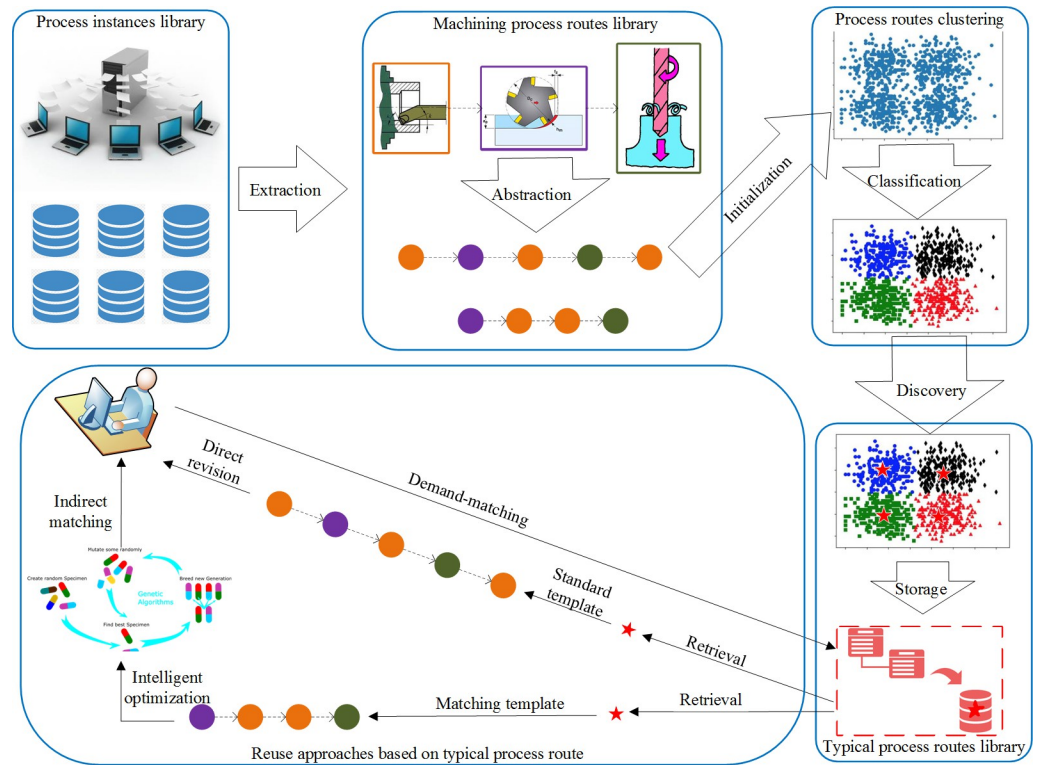 Process instances library
Machining process routes library
Process routes clustering
Extraction
Abstraction
Initialization
Classification
Discovery
Direct
revision
Demand-matching
Indirect
matching
Mutate some randomly
Create random Specimen
Breed new Generation
Genetic
Algorithms
Find best Specimen
Standard
template
Storage
Retrieval
Intelligent
optimization
Matching template
Retrieval
Reuse approaches based on typical process route
Typical process routes library